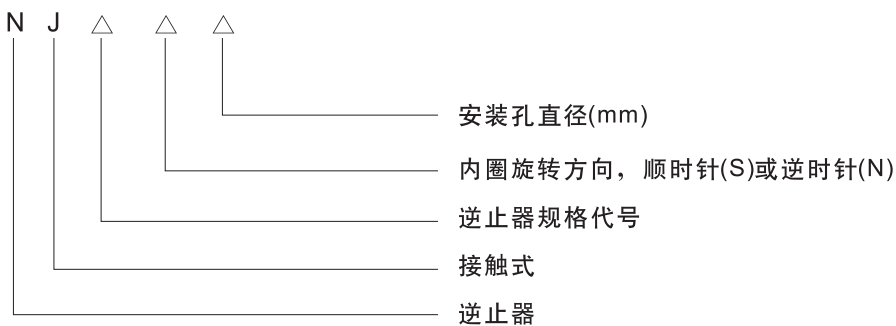 N J △ △ △
安装孔直径(mm)
内圈旋转方向，顺时针(S)或逆时针(N)
逆止器规格代号
接触式
逆止器